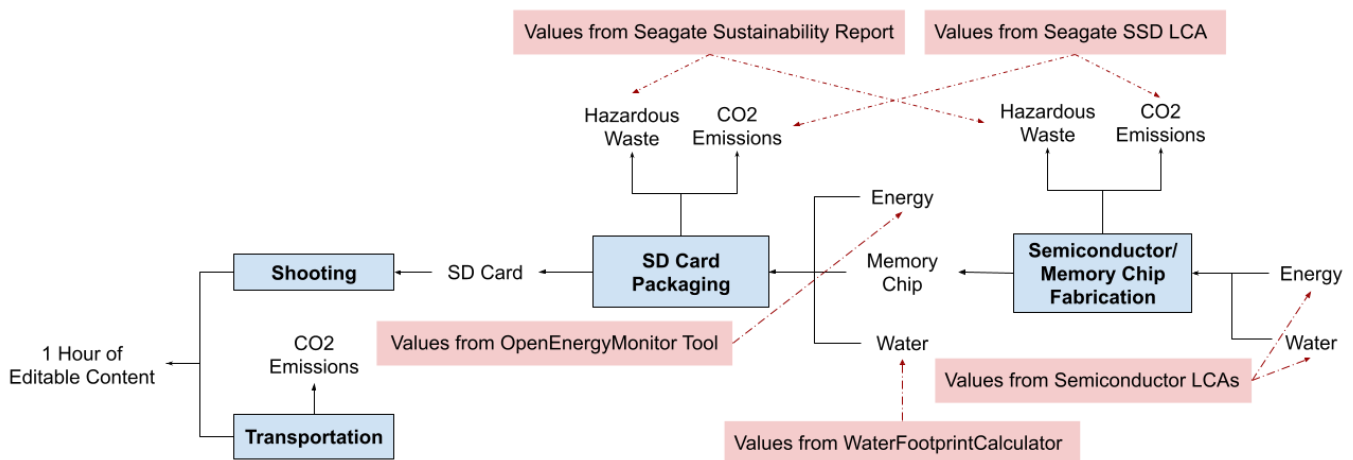 Values from Seagate Sustainability Report
Values from Seagate SSD LCA
Hazardous
Waste
CO2
Emissions
Hazardous
Waste
CO2
Emissions
Energy
Shooting
SD Card
SD Card
Packaging
Memory
Chip
Semiconductor/
Memory Chip
Fabrication
Energy
Values from OpenEnergyMonitor Tool
Water
Water
1 Hour of
Editable Content
CO2
Emissions
Values from Semiconductor LCAs
Transportation
Values from WaterFootprintCalculator